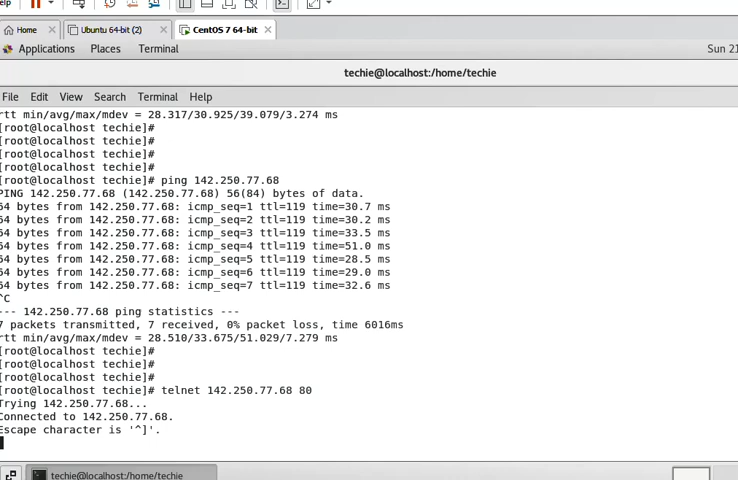 elp
Home
Ubuntu 64-bit (2)
CentOS 7 64-bit
Applications Places Terminal
Sun 21
techie@localhost:/home/techie
File Edit View Search Terminal Help
rtt min/avg/max/mdev = 28.317/30.925/39.079/3.274 ms
[root@localhost techie]#
[root@localhost techie]#
[root@localhost techie]#
[root@localhost techie]#
[root@localhost techie]# ping 142.250.77.68
PING 142.250.77.68 (142.250.77.68) 56(84) bytes of data.
64 bytes from 142.250.77.68: icmp_seq=1 ttl=119 time=30.7 ms
64 bytes from 142.250.77.68: icmp_seq=2 ttl=119 time=30.2 ms
64 bytes from 142.250.77.68: icmp_seq=3 ttl=119 time=33.5 ms
64 bytes from 142.250.77.68: icmp_seq=4 ttl=119 time=51.0 ms
64 bytes from 142.250.77.68: icmp_seq=5 ttl=119 time=28.5 ms
64 bytes from 142.250.77.68: icmp_seq=6 ttl=119 time=29.0 ms
64 bytes from 142.250.77.68: icmp_seq=7 ttl=119 time=32.6 ms
^C
--- 142.250.77.68 ping statistics ---
7 packets transmitted, 7 received, 0% packet loss, time 6016ms
rtt min/avg/max/mdev = 28.510/33.675/51.029/7.279 ms
[root@localhost techie]#
[root@localhost techie]#
[root@localhost techie]#
[root@localhost techie]# telnet 142.250.77.68 80
Trying 142.250.77.68...
Connected to 142.250.77.68.
Escape character is '^]'.
techie@localhost:/home/techie